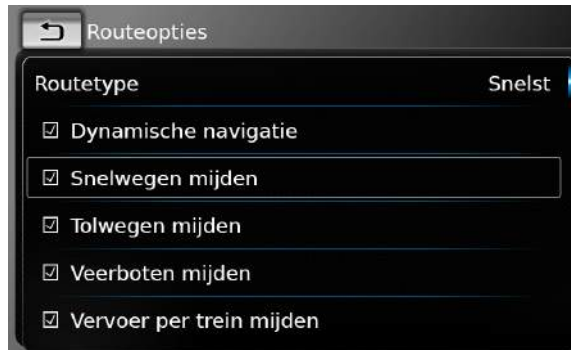 Routeopties
Routetype Snelst
Dynamische navigatie
Snelwegen mijden
Tolwegen mijden
Veerboten mijden
Vervoer per trein mijden